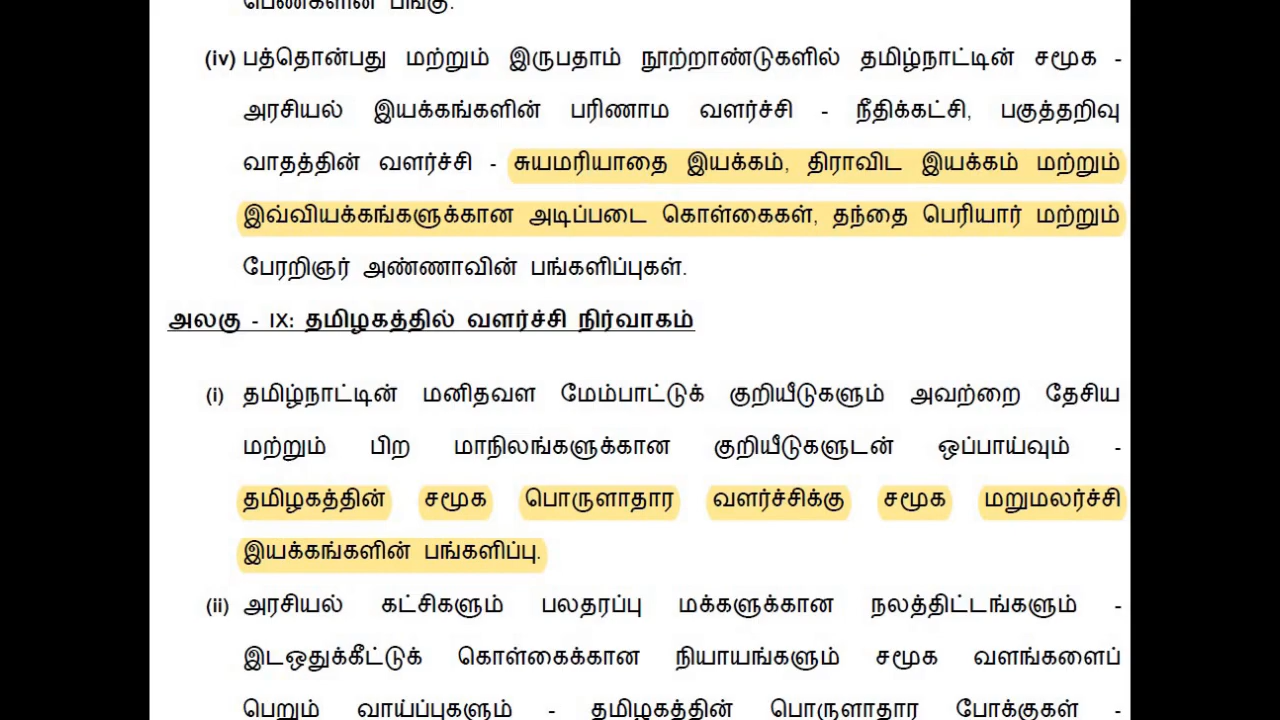 பெண்களின் பங்கு.
(iv) பத்தொன்பது மற்றும் இருபதாம் நூற்றாண்டுகளில் தமிழ்நாட்டின் சமூக -
அரசியல் இயக்கங்களின் பரிணாம வளர்ச்சி - நீதிக்கட்சி, பகுத்தறிவு
வாதத்தின் வளர்ச்சி - சுயமரியாதை இயக்கம், திராவிட இயக்கம் மற்றும்
இவ்வியக்கங்களுக்கான அடிப்படை கொள்கைகள், தந்தை பெரியார் மற்றும்
பேரறிஞர் அண்ணாவின் பங்களிப்புகள்.
அலகு - IX: தமிழகத்தில் வளர்ச்சி நிர்வாகம்
(i) தமிழ்நாட்டின் மனிதவள மேம்பாட்டுக் குறியீடுகளும் அவற்றை தேசிய
மற்றும் பிற மாநிலங்களுக்கான குறியீடுகளுடன் ஒப்பாய்வும் -
தமிழகத்தின் சமூக பொருளாதார வளர்ச்சிக்கு சமூக மறுமலர்ச்சி
இயக்கங்களின் பங்களிப்பு.
(ii) அரசியல் கட்சிகளும் பலதரப்பு மக்களுக்கான நலத்திட்டங்களும் -
இடஒதுக்கீட்டுக் கொள்கைக்கான நியாயங்களும் சமூக வளங்களைப்
பெறும் வாய்ப்புகளும் - தமிழகத்தின் பொருளாதார போக்குகள் -